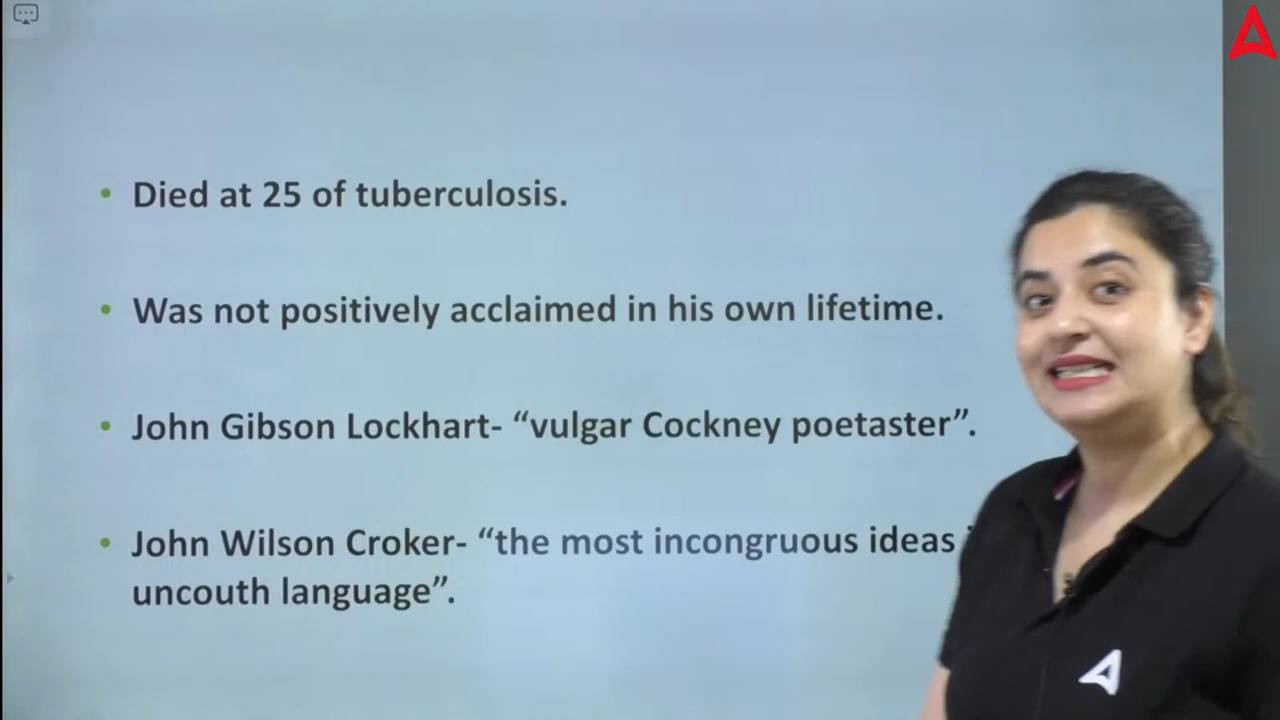 • Died at 25 of tuberculosis.
• Was not positively acclaimed in his own lifetime.
• John Gibson Lockhart- “vulgar Cockney poetaster”.
• John Wilson Croker- “the most incongruous ideas
uncouth language”.